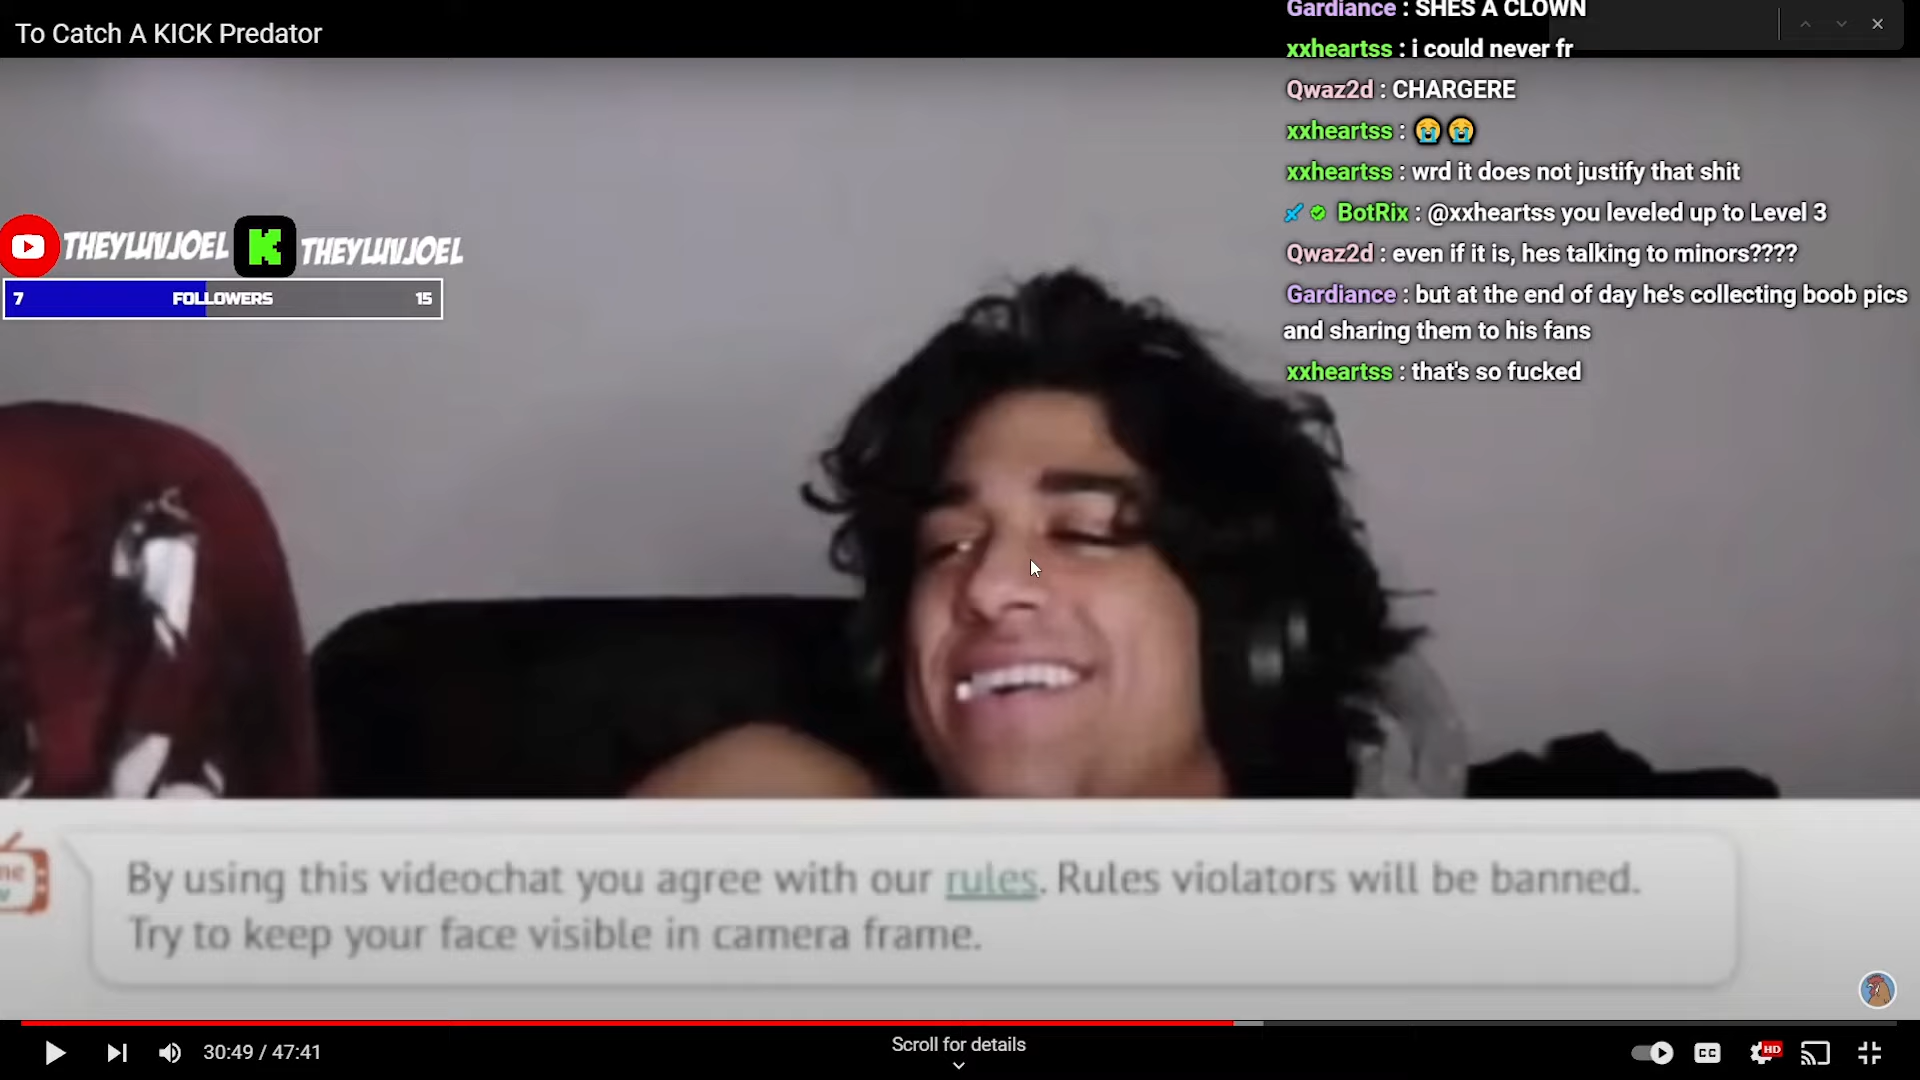 To Catch A KICK Predator
Gardiance : SHES A CLOWN
xxheartss : i could never fr
Qwaz2d : CHARGERE
xxheartss : 😭😭
xxheartss : wrd it does not justify that shit
BotRix : @xxheartss you leveled up to Level 3
Qwaz2d : even if it is, hes talking to minors????
Gardiance : but at the end of day he's collecting boob pics
and sharing them to his fans
xxheartss : that's so fucked
THEYLUVJOEL K THEYLUVJOEL
7 FOLLOWERS 15
By using this videochat you agree with our rules. Rules violators will be banned.
Try to keep your face visible in camera frame.
30:49 / 47:41
Scroll for details
CC
HD